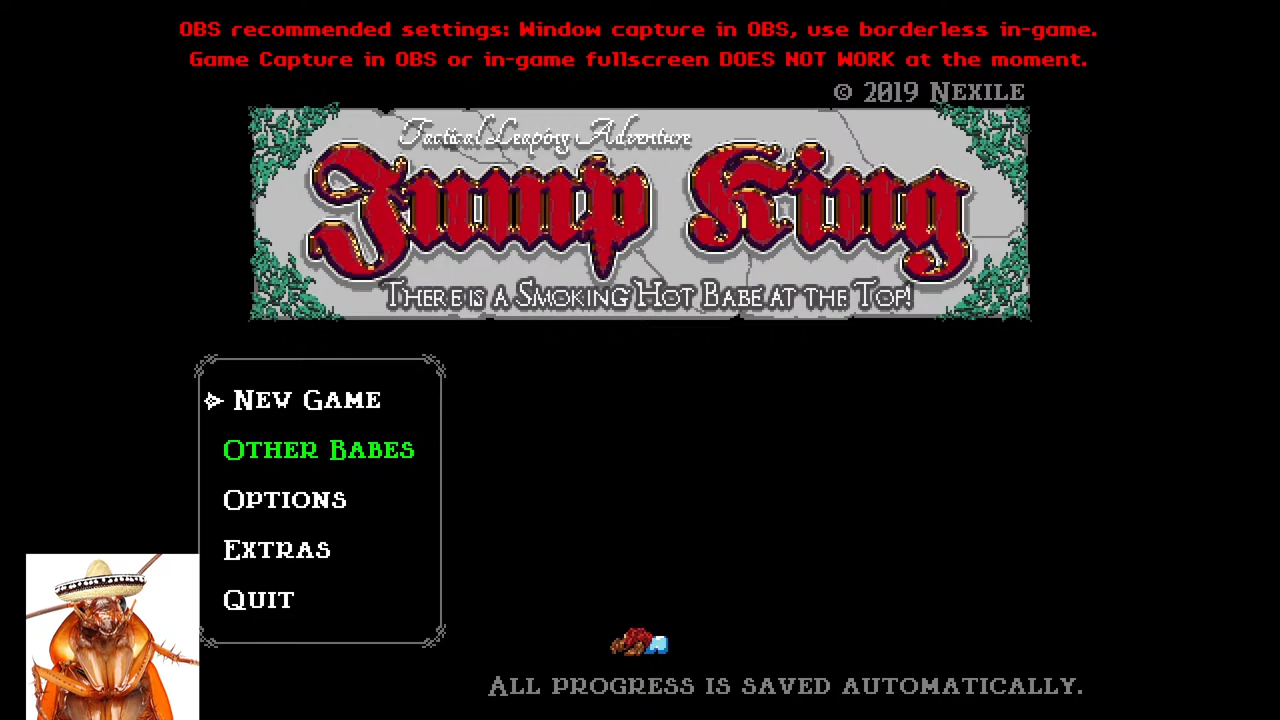 OBS recommended settings: Window capture in OBS, use borderless in-game.
Game Capture in OBS or in-game fullscreen DOES NOT WORK at the moment.
© 2019 NEXILE
Tactical Leaping Adventure
Jump King
THERE IS A SMOKING HOT BABE AT THE TOP!
NEW GAME
OTHER BABES
OPTIONS
EXTRAS
QUIT
ALL PROGRESS IS SAVED AUTOMATICALLY.